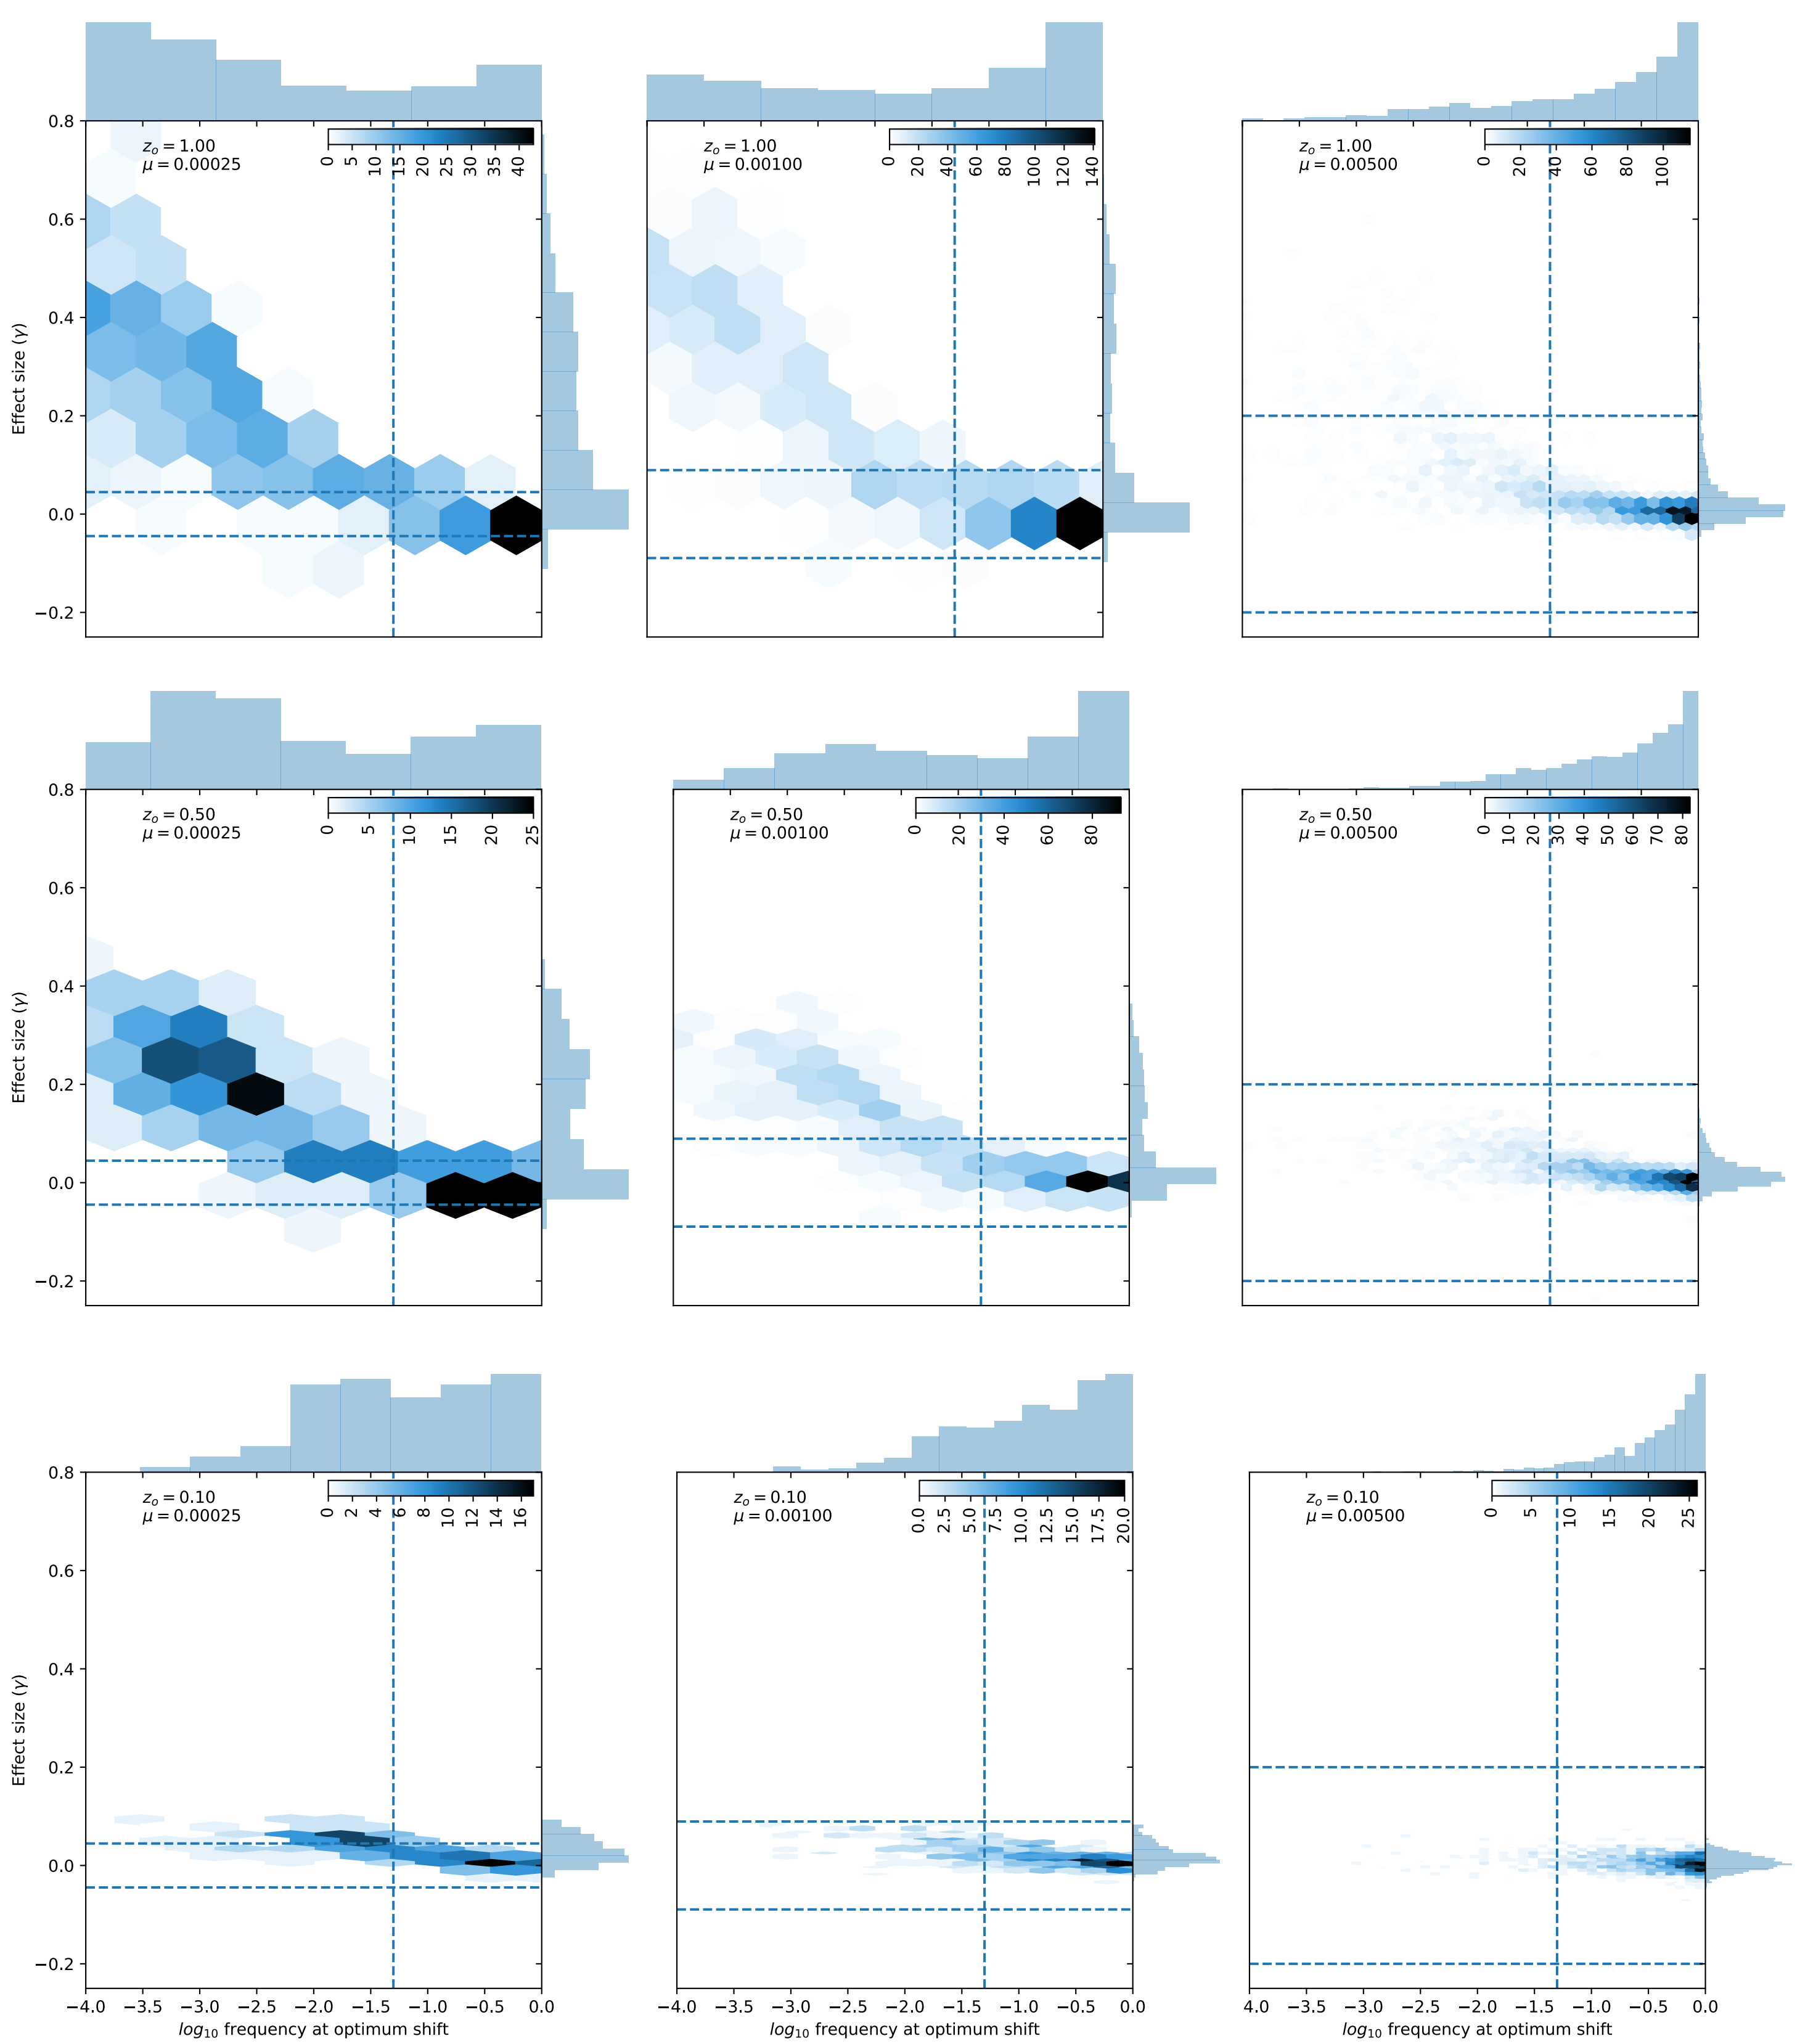 z_o = 1.00
μ = 0.00025
0 5 10 15 20 25 30 35 40
z_o = 1.00
μ = 0.00100
0 20 40 60 80 100 120 140
z_o = 1.00
μ = 0.00500
0 20 40 60 80 100
Effect size (γ)
0.8
0.6
0.4
0.2
0.0
−0.2
z_o = 0.50
μ = 0.00025
0 5 10 15 20 25
z_o = 0.50
μ = 0.00100
0 20 40 60 80
z_o = 0.50
μ = 0.00500
0 10 20 30 40 50 60 70 80
Effect size (γ)
0.8
0.6
0.4
0.2
0.0
−0.2
z_o = 0.10
μ = 0.00025
0 2 4 6 8 10 12 14 16
z_o = 0.10
μ = 0.00100
0.0 2.5 5.0 7.5 10.0 12.5 15.0 17.5 20.0
z_o = 0.10
μ = 0.00500
0 5 10 15 20 25
Effect size (γ)
0.8
0.6
0.4
0.2
0.0
−0.2
−4.0 −3.5 −3.0 −2.5 −2.0 −1.5 −1.0 −0.5 0.0
log₁₀ frequency at optimum shift
−4.0 −3.5 −3.0 −2.5 −2.0 −1.5 −1.0 −0.5 0.0
log₁₀ frequency at optimum shift
4.0 −3.5 −3.0 −2.5 −2.0 −1.5 −1.0 −0.5 0.0
log₁₀ frequency at optimum shift